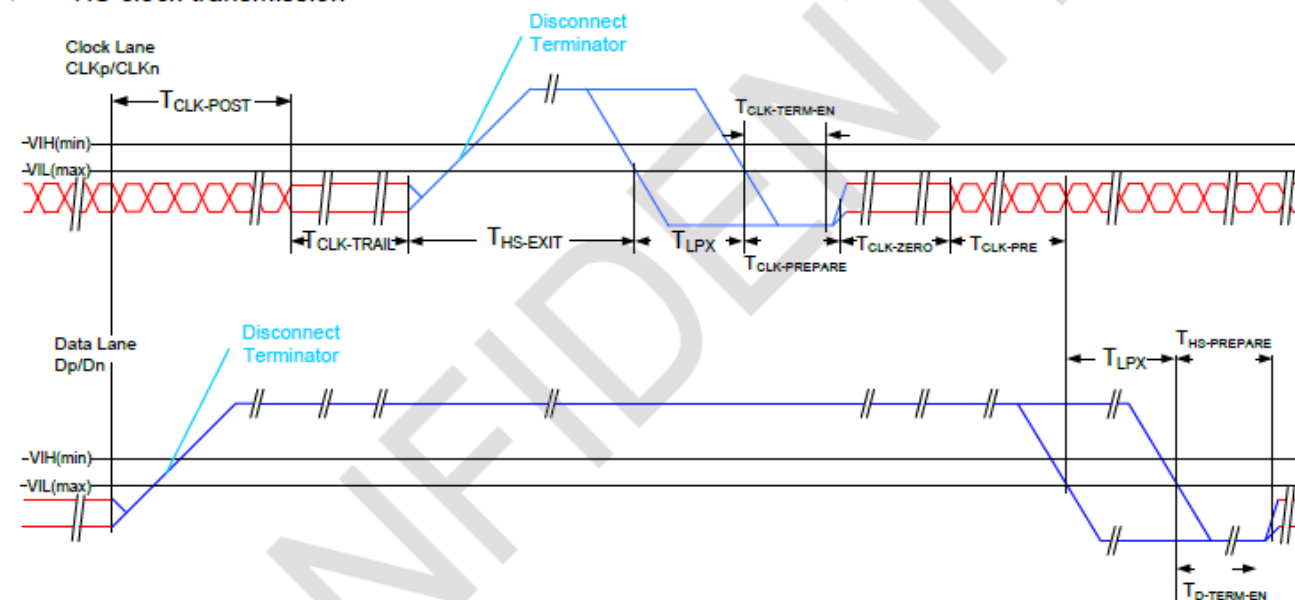 HS clock transmission
Disconnect
Terminator
Clock Lane
CLKp/CLKn
TCLK-POST
TCLK-TERM-EN
VIH(min)
VIL(max)
TCLK-TRAIL
THS-EXIT
TLPX
TCLK-PREPARE
TCLK-ZERO
TCLK-PRE
Disconnect
Terminator
Data Lane
Dp/Dn
TLPX
THS-PREPARE
VIH(min)
VIL(max)
TD-TERM-EN
NFIDENT